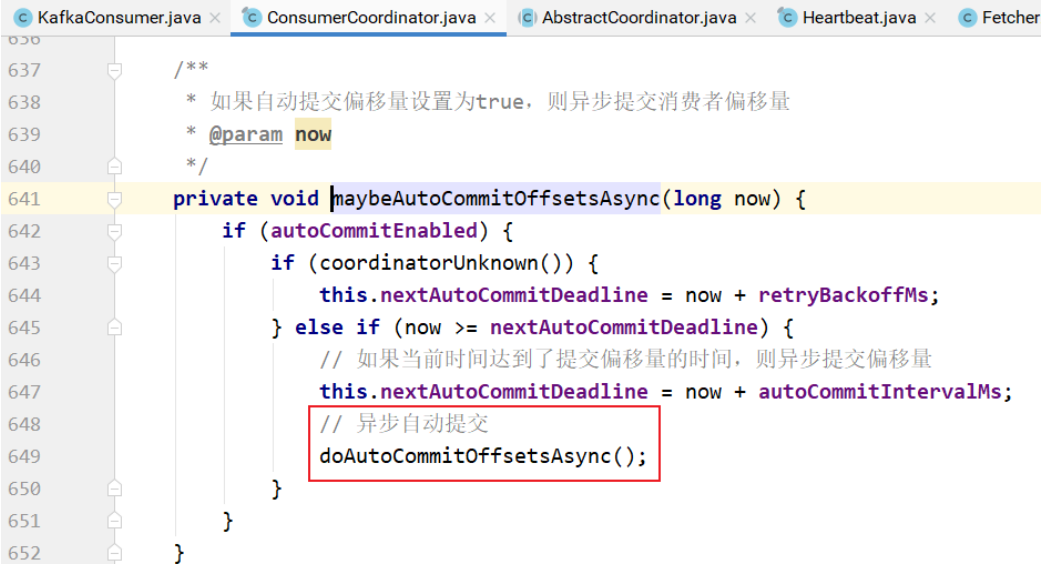 KafkaConsumer.java × ConsumerCoordinator.java × AbstractCoordinator.java × Heartbeat.java × Fetcher
636
637 /**
638 * 如果自动提交偏移量设置为true，则异步提交消费者偏移量
639 * @param now
640 */
641 private void maybeAutoCommitOffsetsAsync(long now) {
642 if (autoCommitEnabled) {
643 if (coordinatorUnknown()) {
644 this.nextAutoCommitDeadline = now + retryBackoffMs;
645 } else if (now >= nextAutoCommitDeadline) {
646 // 如果当前时间达到了提交偏移量的时间，则异步提交偏移量
647 this.nextAutoCommitDeadline = now + autoCommitIntervalMs;
648 // 异步自动提交
649 doAutoCommitOffsetsAsync();
650 }
651 }
652 }